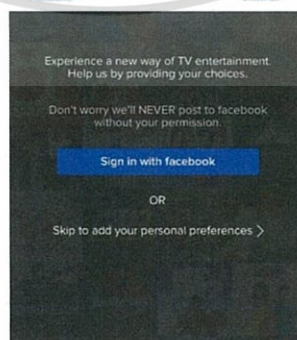 Experience a new way of TV entertainment.
Help us by providing your choices.
Don't worry we'll NEVER post to facebook
without your permission.
Sign in with facebook
OR
Skip to add your personal preferences >